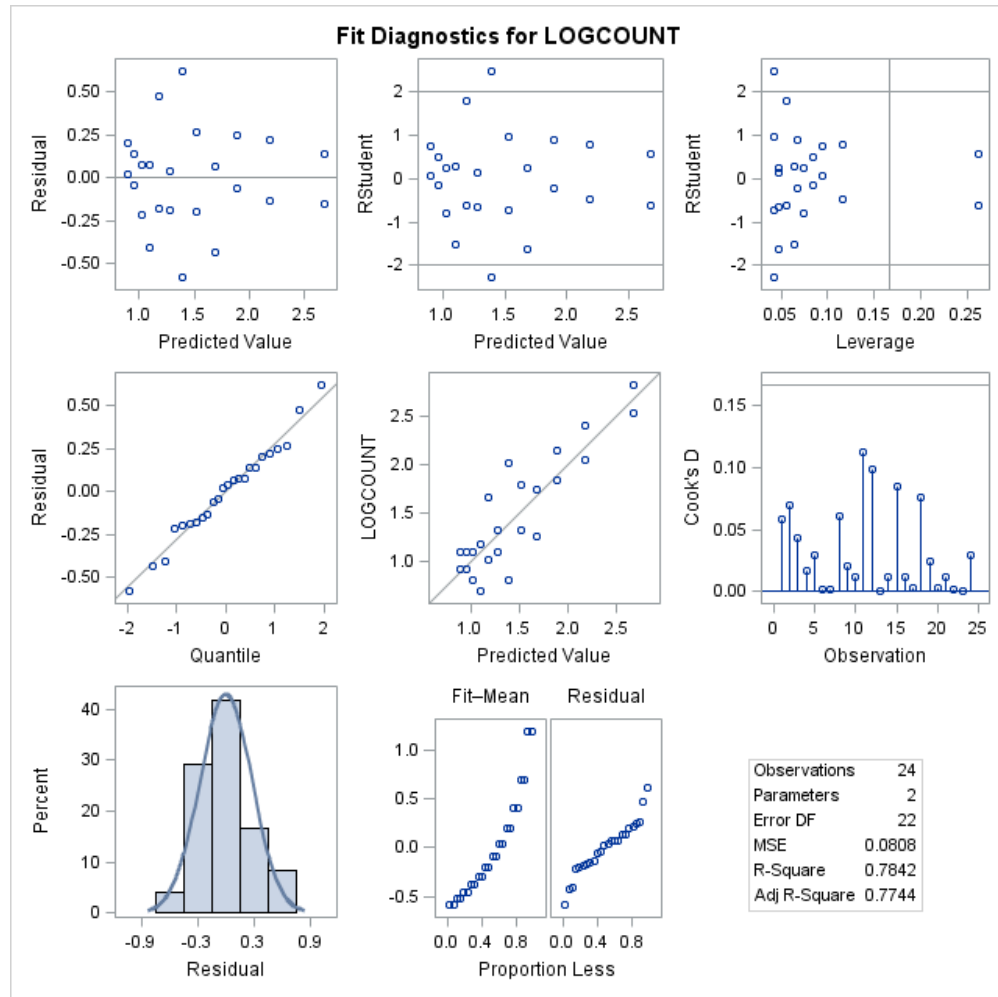 Fit Diagnostics for LOGCOUNT
Residual
0.50
0.25
0.00
-0.25
-0.50
1.0 1.5 2.0 2.5
Predicted Value
RStudent
2
1
0
-1
-2
1.0 1.5 2.0 2.5
Predicted Value
RStudent
2
1
0
-1
-2
0.05 0.10 0.15 0.20 0.25
Leverage
Residual
0.50
0.25
0.00
-0.25
-0.50
-2 -1 0 1 2
Quantile
LOGCOUNT
2.5
2.0
1.5
1.0
1.0 1.5 2.0 2.5
Predicted Value
Cook's D
0.15
0.10
0.05
0.00
0 5 10 15 20 25
Observation
Percent
40
30
20
10
0
-0.9 -0.3 0.3 0.9
Residual
Fit–Mean Residual
1.0
0.5
0.0
-0.5
0.0 0.4 0.8 0.0 0.4 0.8
Proportion Less
Observations 24
Parameters 2
Error DF 22
MSE 0.0808
R-Square 0.7842
Adj R-Square 0.7744